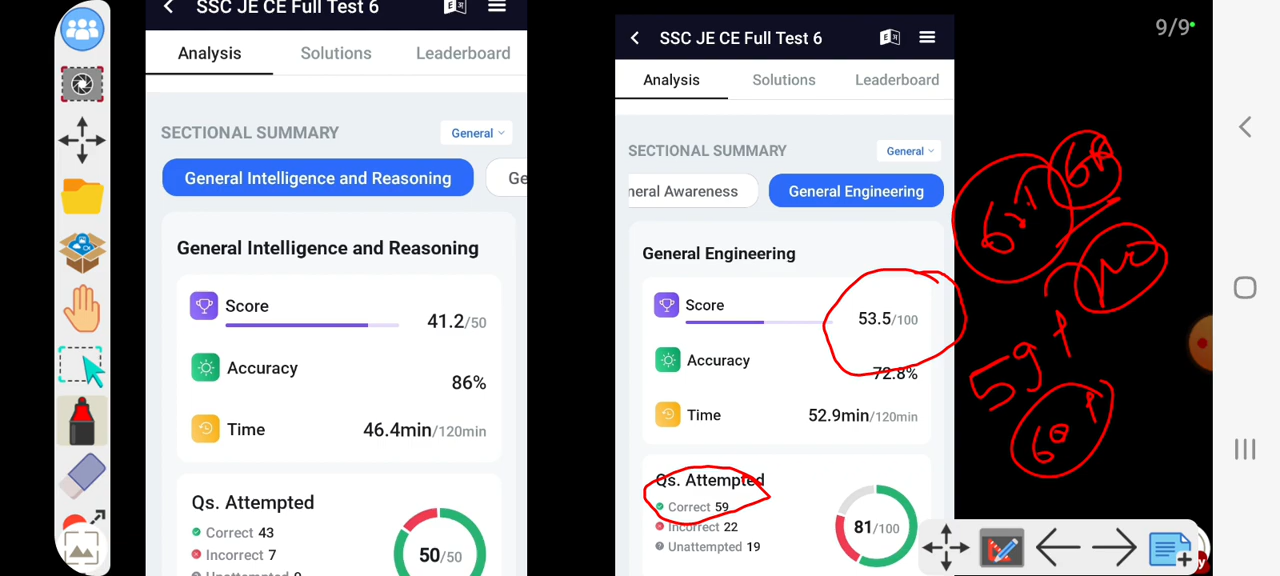 SSC JE CE Full Test 6
Analysis
Solutions
Leaderboard
SECTIONAL SUMMARY
General
General Intelligence and Reasoning
Ge
General Intelligence and Reasoning
Score
41.2/50
Accuracy
86%
Time
46.4min/120min
Qs. Attempted
Correct 43
Incorrect 7
50/50
SSC JE CE Full Test 6
Analysis
Solutions
Leaderboard
SECTIONAL SUMMARY
General
neral Awareness
General Engineering
General Engineering
Score
53.5/100
Accuracy
72.8%
Time
52.9min/120min
Qs. Attempted
Correct 59
Incorrect 22
Unattempted 19
81/100
9/9
59
60